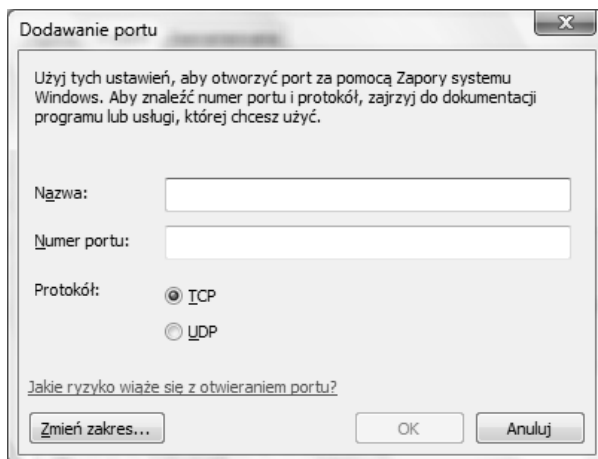 Dodawanie portu
Użyj tych ustawień, aby otworzyć port za pomocą Zapory systemu
Windows. Aby znaleźć numer portu i protokół, zajrzyj do dokumentacji
programu lub usługi, której chcesz użyć.
Nazwa:
Numer portu:
Protokół:
TCP
UDP
Jakie ryzyko wiąże się z otwieraniem portu?
Zmień zakres...
OK
Anuluj